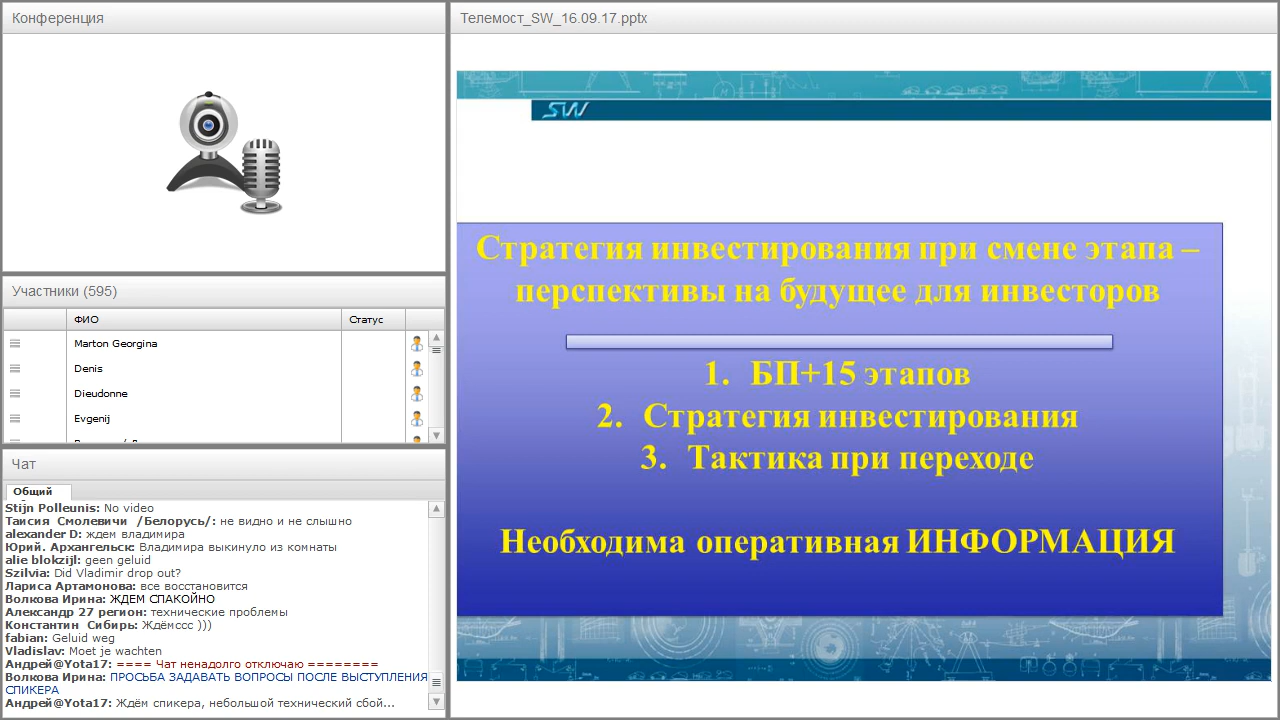 Конференция
Участники (595)
ФИО
Статус
Marton Georgina
Denis
Dieudonne
Evgenij
Чат
Общий
Stijn Polleunis: No video
Таисия Смолевичи /Белорусь/: не видно и не слышно
alexander D: ждем владимира
Юрий. Архангельск: Владимира выкинуло из комнаты
alie blokzijl: geen geluid
Szilvia: Did Vladimir drop out?
Лариса Артамонова: все восстановится
Волкова Ирина: ЖДЕМ СПАКОЙНО
Александр 27 регион: технические проблемы
Константин Сибирь: Ждёмссс )))
fabian: Geluid weg
Vladislav: Moet je wachten
Андрей@Yota17: ==== Чат ненадолго отключаю ========
Волкова Ирина: ПРОСЬБА ЗАДАВАТЬ ВОПРОСЫ ПОСЛЕ ВЫСТУПЛЕНИЯ
СПИКЕРА
Андрей@Yota17: Ждём спикера, небольшой технический сбой...
Телемост_SW_16.09.17.pptx
SW
Стратегия инвестирования при смене этапа –
перспективы на будущее для инвесторов
1. БП+15 этапов
2. Стратегия инвестирования
3. Тактика при переходе
Необходима оперативная ИНФОРМАЦИЯ